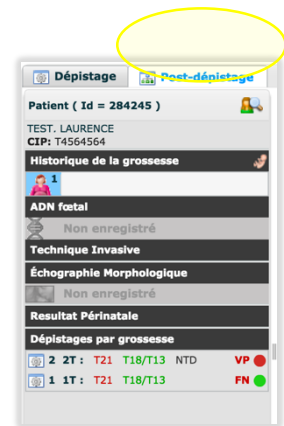 Dépistage Post-dépistage
Patient ( Id = 284245 )
TEST. LAURENCE
CIP: T4564564
Historique de la grossesse
1
ADN fœtal
Non enregistré
Technique Invasive
Échographie Morphologique
Non enregistré
Resultat Périnatale
Dépistages par grossesse
2 2T : T21 T18/T13 NTD VP
1 1T : T21 T18/T13 FN